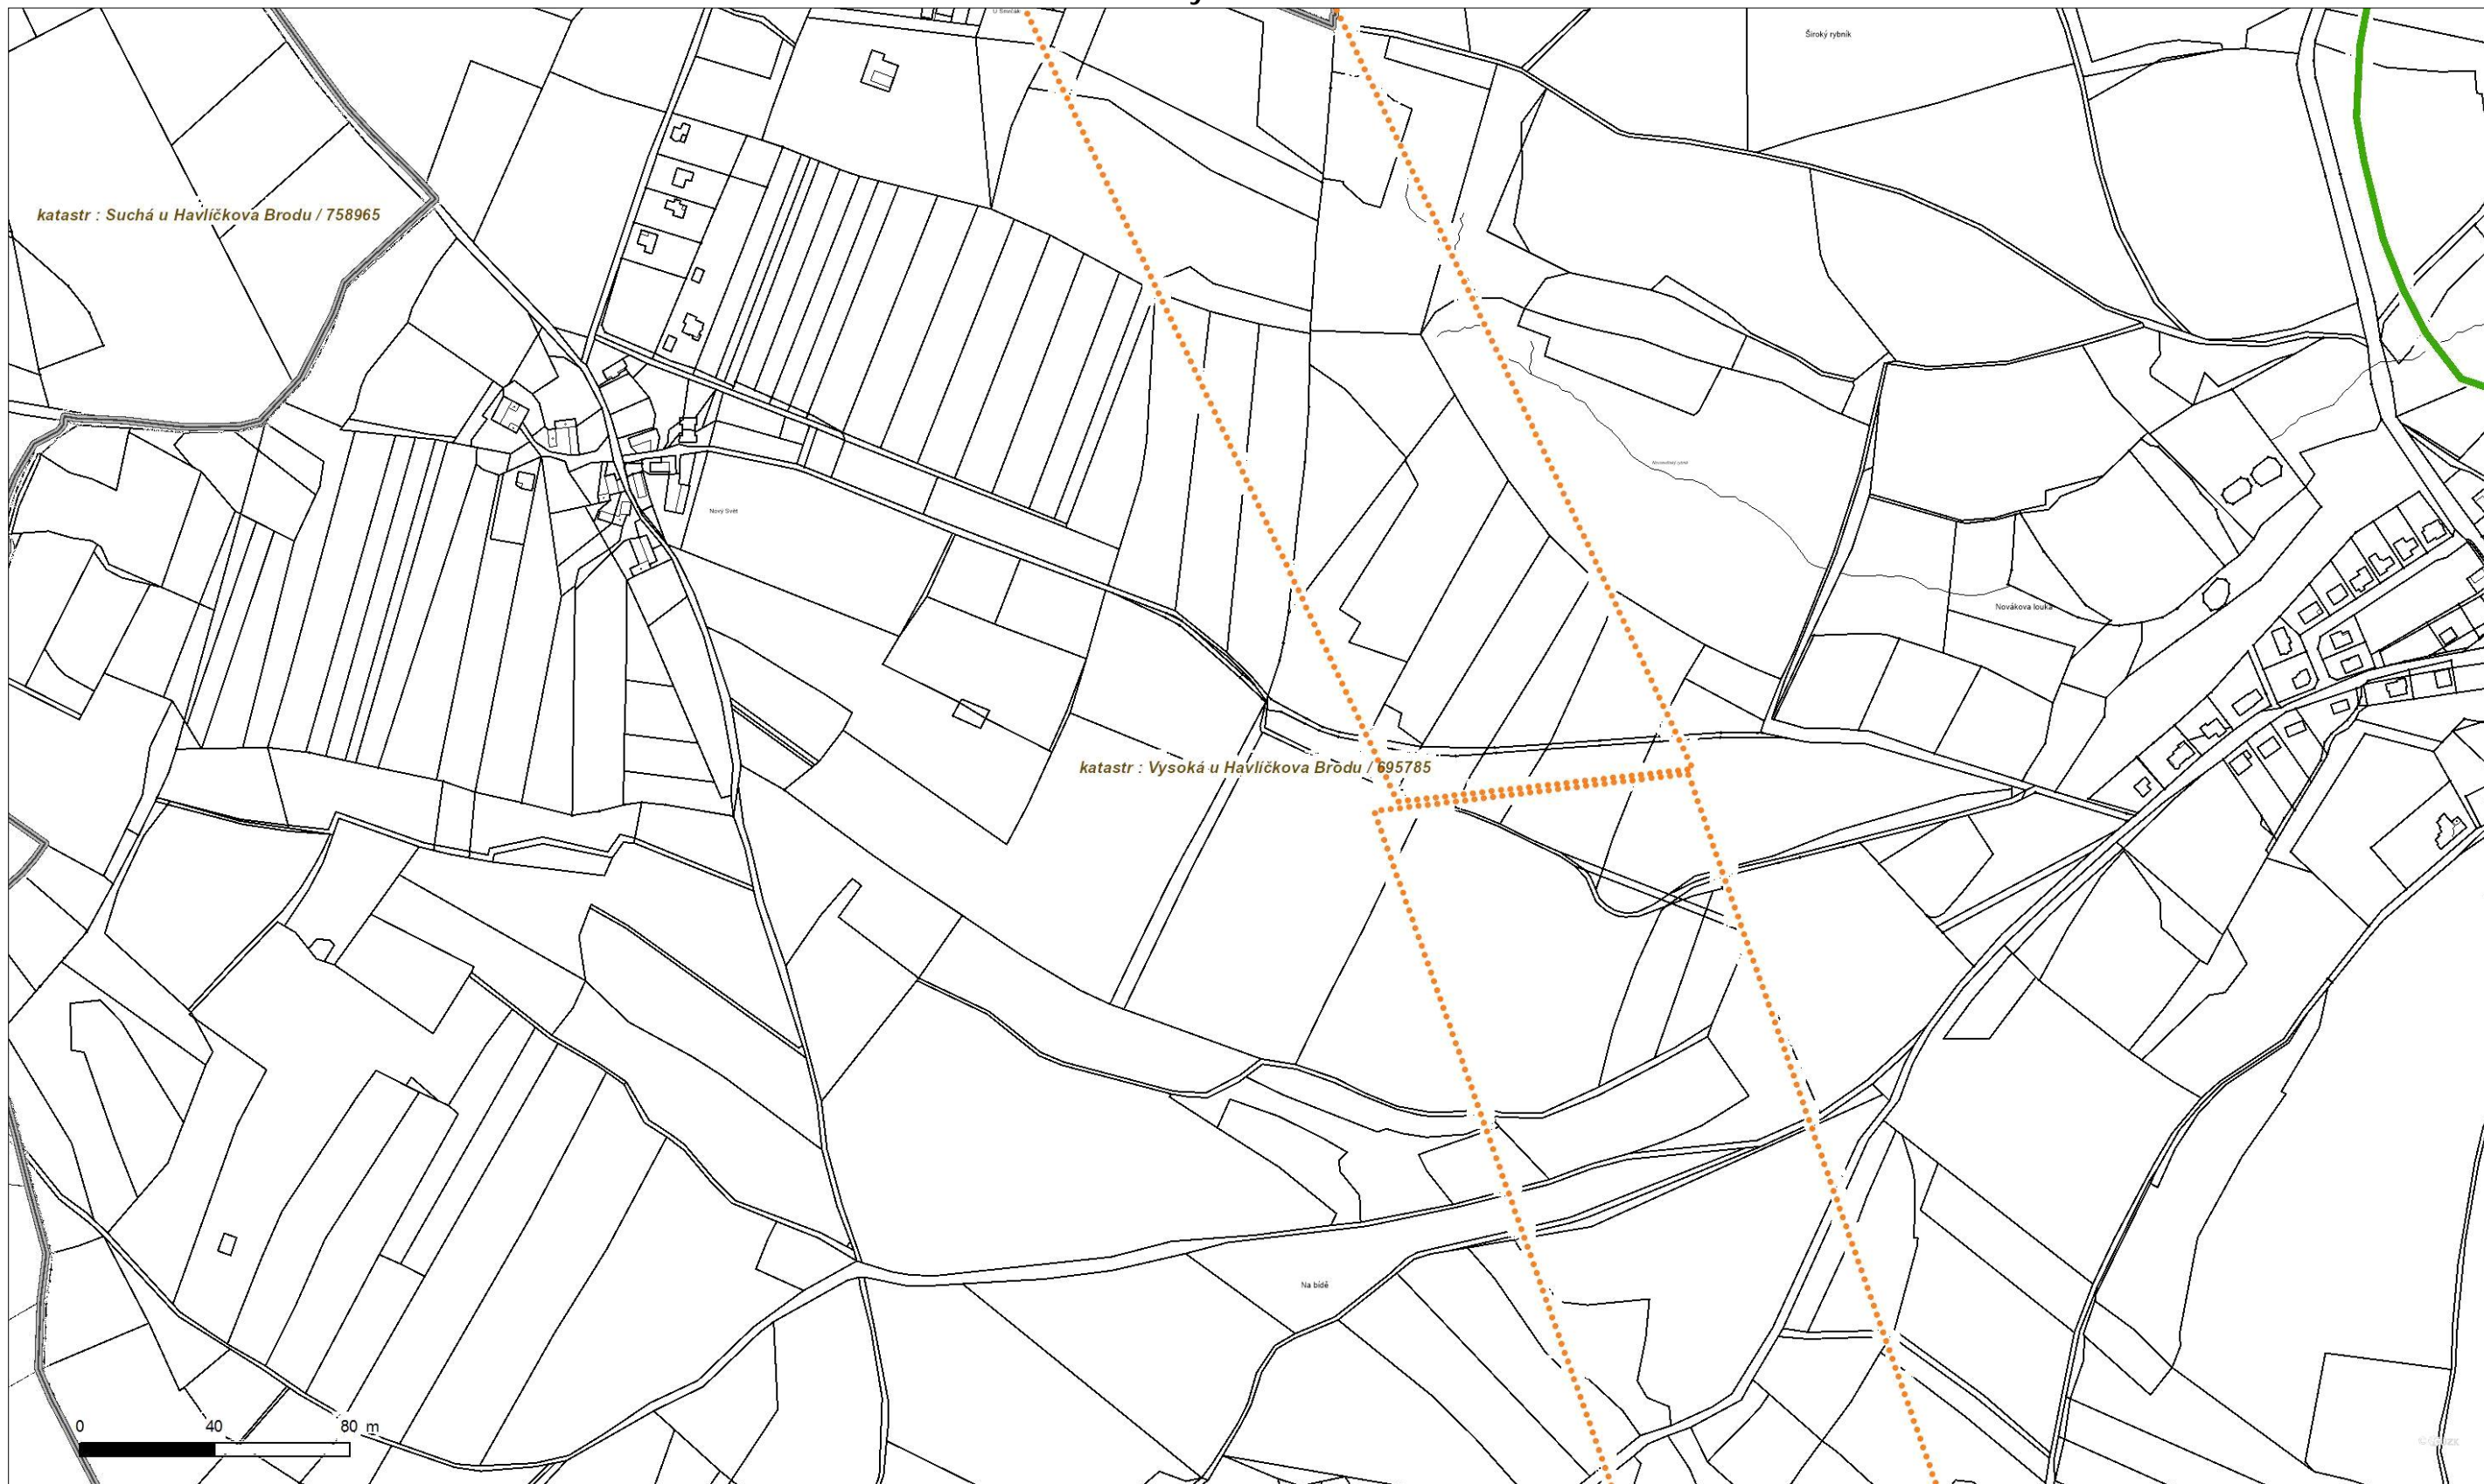 U Smrčák
Široký rybník
katastr : Suchá u Havlíčkova Brodu / 758965
Nový Svět
Novákova louka
katastr : Vysoká u Havlíčkova Brodu / 695785
Na bídě
0 40 80 m